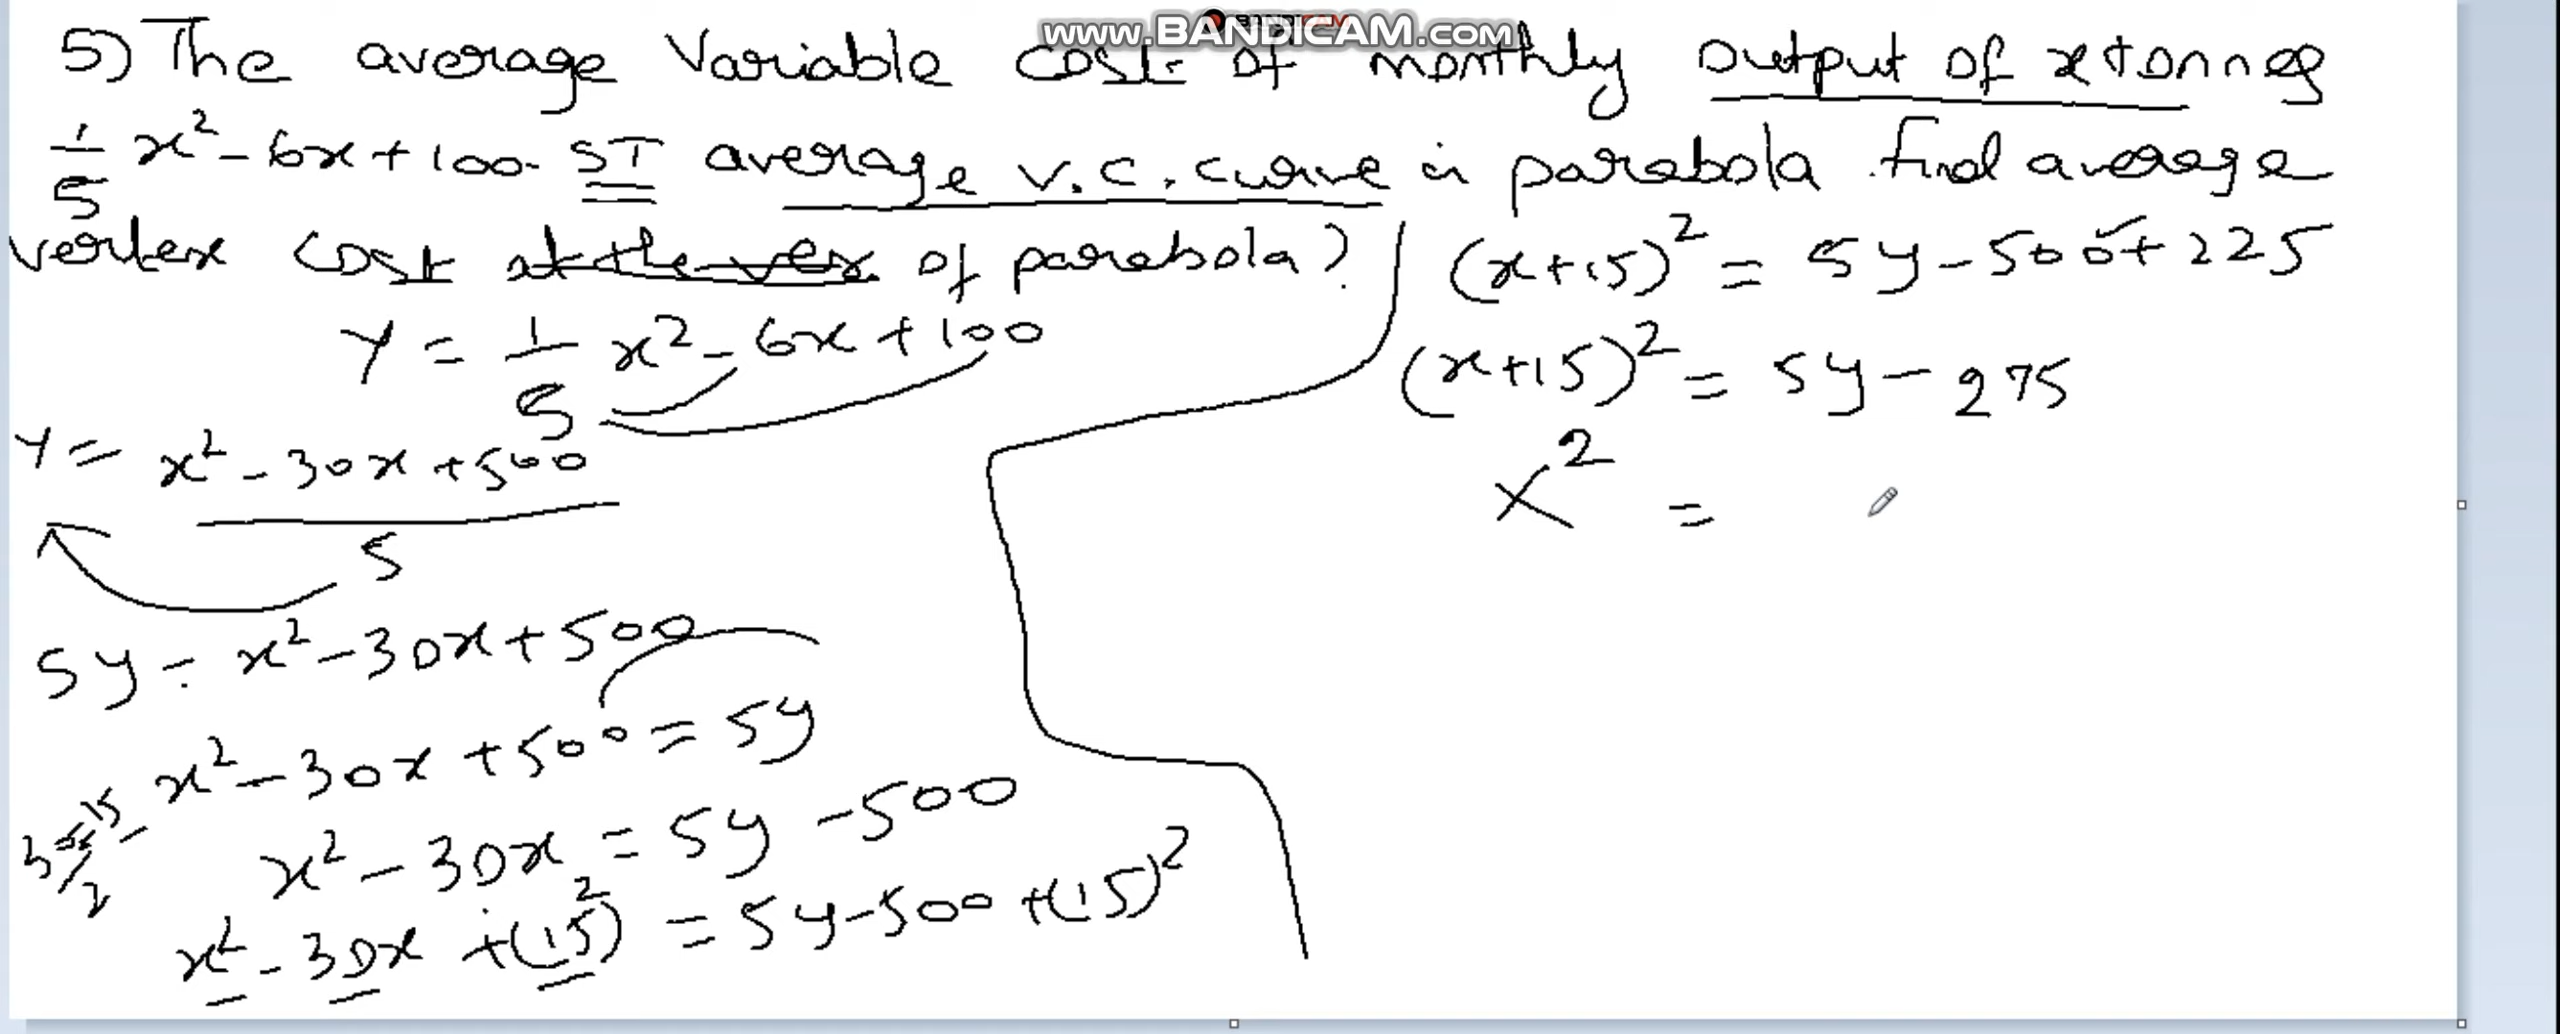 www.BANDICAM.com
5) The average Variable cost of monthly output of x tonnes
1/5 x² - 6x + 100. ST average v.c. curve is parabola. find average
vertex cost at the vex of parabola?
Y = 1/5 x² - 6x + 100
Y = x² - 30x + 500 / 5
5y = x² - 30x + 500
x² - 30x + 500 = 5y
x² - 30x = 5y - 500
x² - 30x + (15)² = 5y - 500 + (15)²
(x+15)² = 5y - 500 + 225
(x+15)² = 5y - 275
X² =